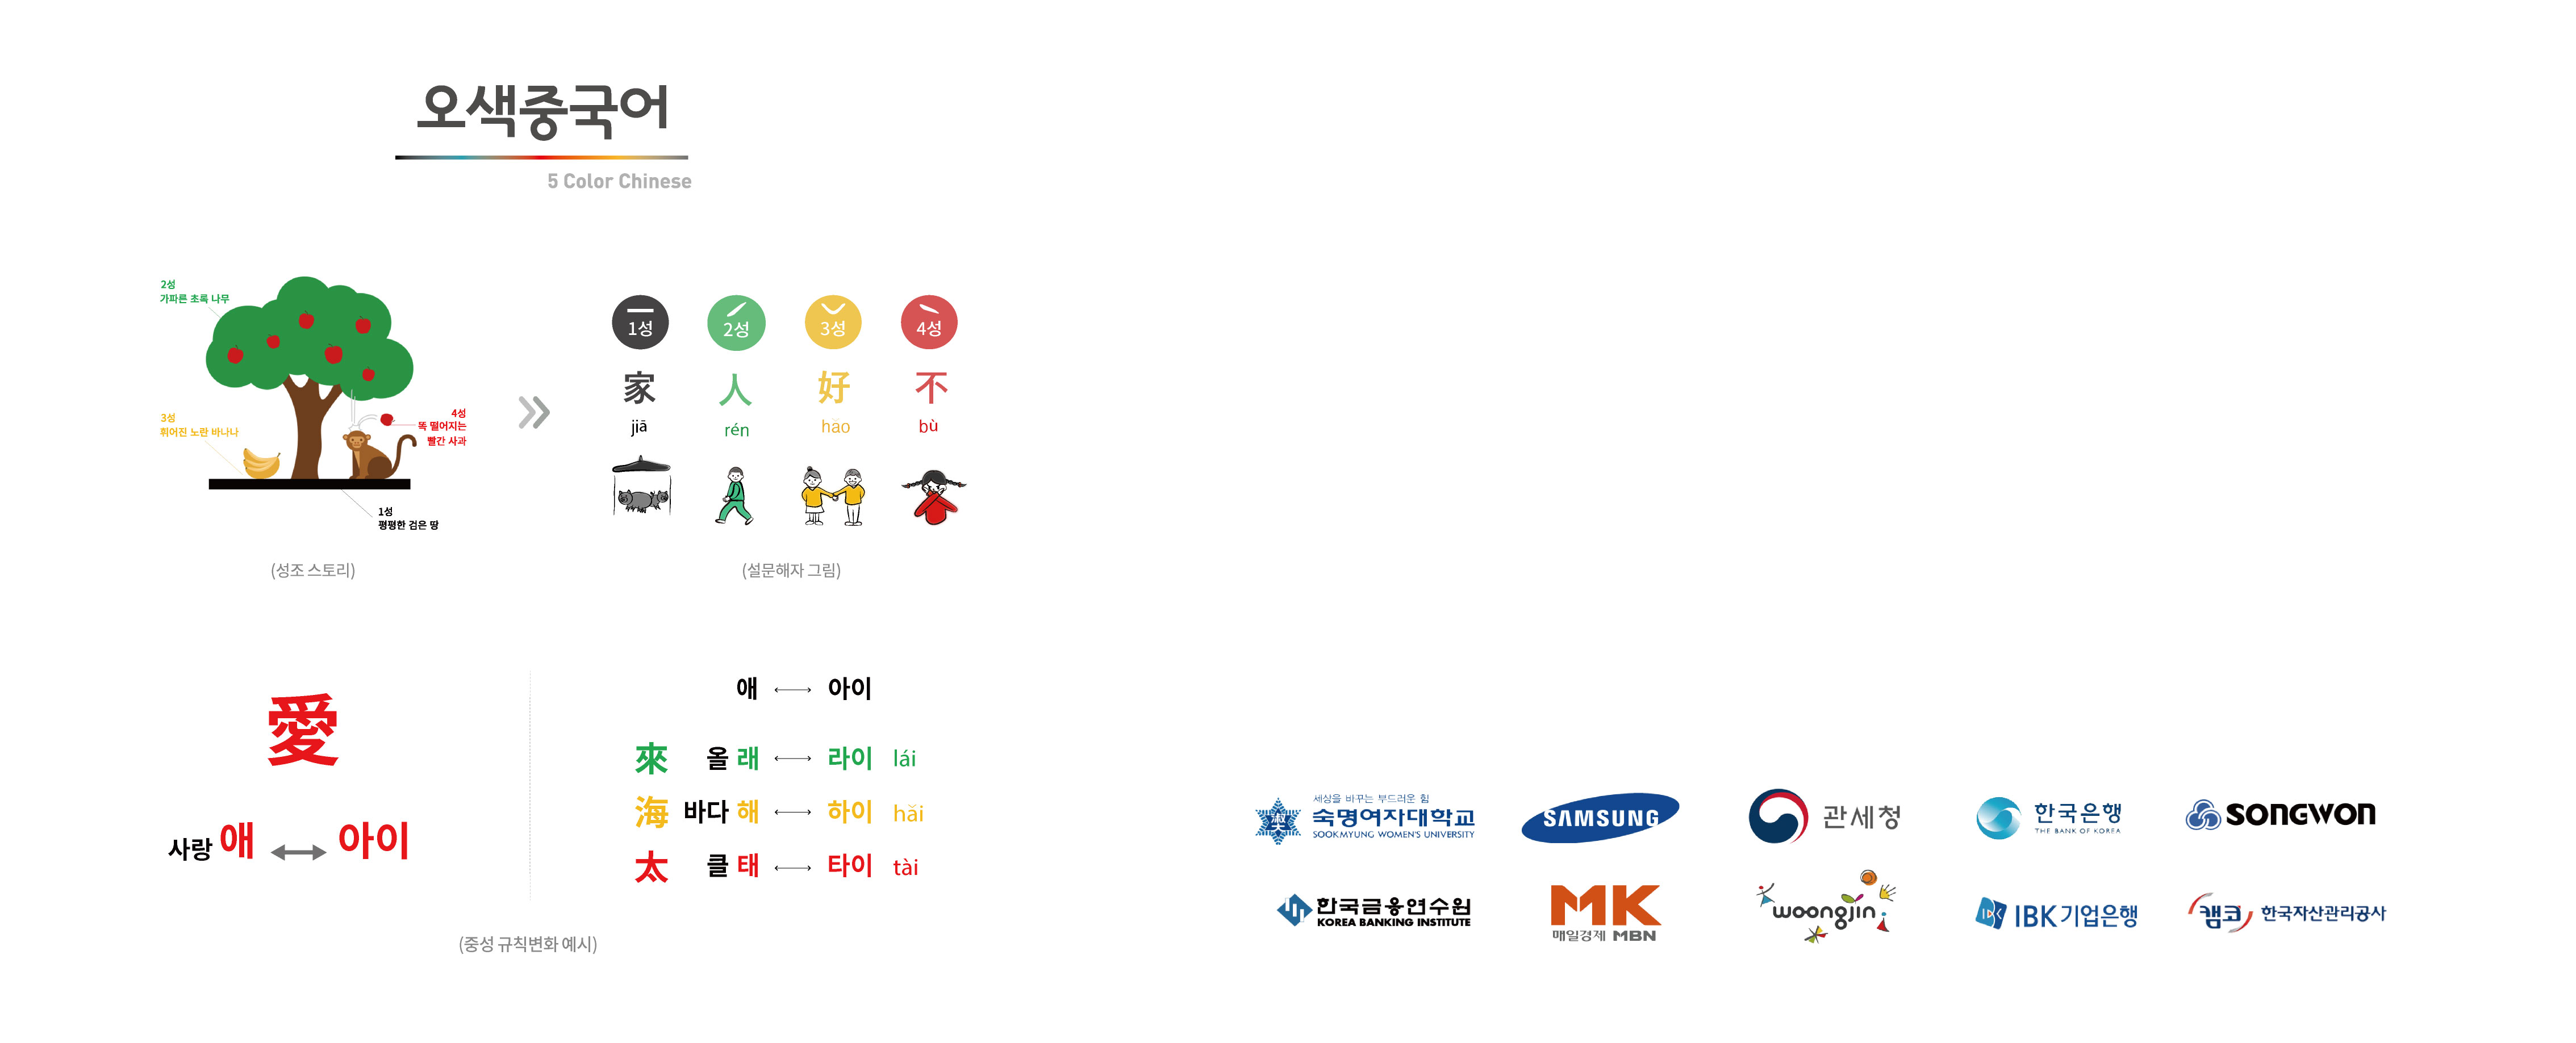 오색중국어
5 Color Chinese
2성
가파른 초록 나무
3성
휘어진 노란 바나나
4성
똑 떨어지는
빨간 사과
1성
평평한 검은 땅
(성조 스토리)
1성 2성 3성 4성
家 人 好 不
jiā rén hǎo bù
(설문해자 그림)
愛
사랑 애 아이
애 아이
來 올 래 라이 lái
海 바다 해 하이 hǎi
太 클 태 타이 tài
(중성 규칙변화 예시)
세상을 바꾸는 부드러운 힘
숙명여자대학교
SOOKMYUNG WOMEN'S UNIVERSITY
SAMSUNG
관세청
한국은행
THE BANK OF KOREA
SONGWON
한국금융연수원
KOREA BANKING INSTITUTE
MK
매일경제 MBN
woongjin
IBK 기업은행
캠코 한국자산관리공사